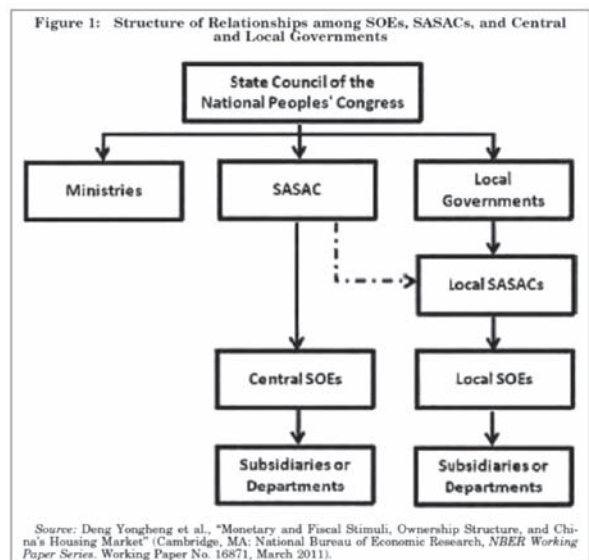 Figure 1: Structure of Relationships among SOEs, SASACs, and Central
and Local Governments
State Council of the
National Peoples' Congress
Ministries
SASAC
Local
Governments
Local SASACs
Central SOEs
Local SOEs
Subsidiaries or
Departments
Subsidiaries or
Departments
Source: Deng Yongheng et al., "Monetary and Fiscal Stimuli, Ownership Structure, and Chi-
na's Housing Market" (Cambridge, MA: National Bureau of Economic Research, NBER Working
Paper Series. Working Paper No. 16871, March 2011).